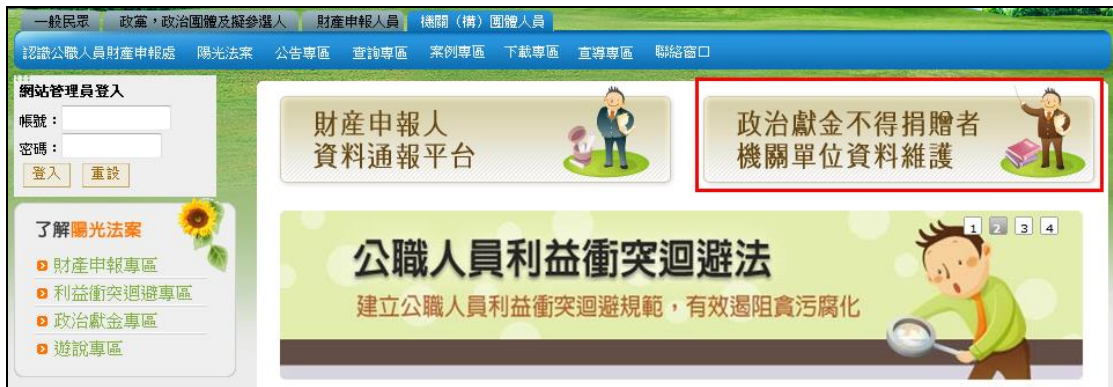 一般民眾 政黨,政治團體及擬參選人 財產申報人員 機關(構)團體人員
認識公職人員財產申報處 陽光法案 公告專區 查詢專區 案例專區 下載專區 宣導專區 聯絡窗口
網站管理員登入
帳號:
密碼:
登入 重設
財產申報人
資料通報平台
政治獻金不得捐贈者
機關單位資料維護
了解陽光法案
財產申報專區
利益衝突迴避專區
政治獻金專區
遊說專區
1 2 3 4
公職人員利益衝突迴避法
建立公職人員利益衝突迴避規範,有效遏阻貪污腐化